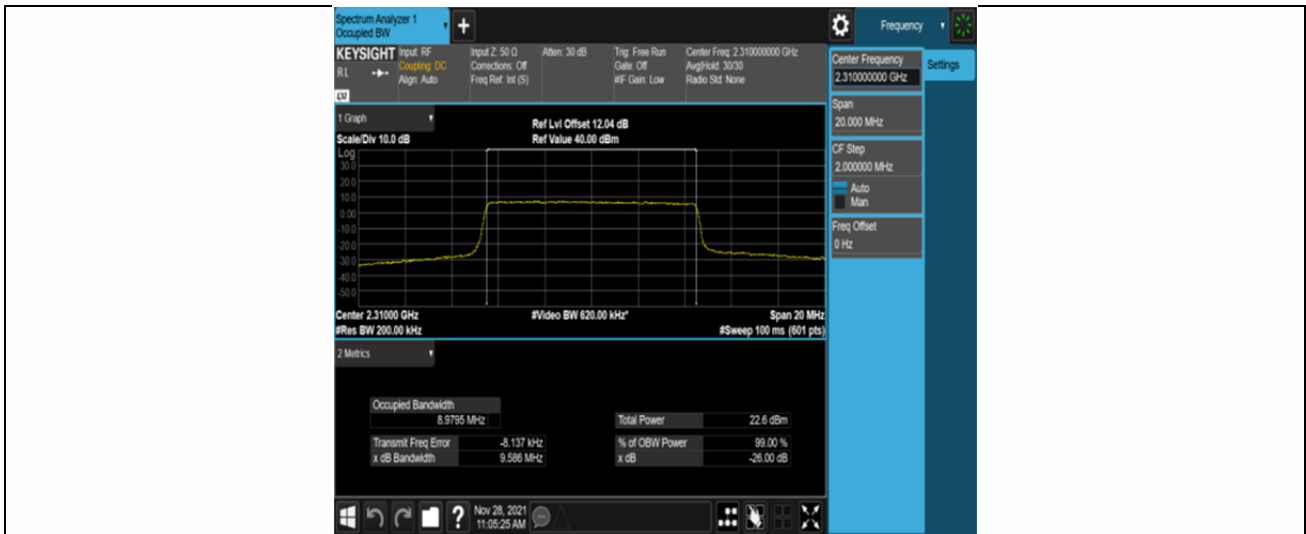 Spectrum Analyzer 1
Occupied BW
Frequency
KEYSIGHT
RL
Input: RF
Coupling: DC
Align: Auto
Input Z: 50 Ω
Corrections: Off
Freq Ref: Int (S)
Atten: 30 dB
Trig: Free Run
Gate: Off
#IF Gain: Low
Center Freq: 2.310000000 GHz
Avg|Hold: 30/30
Radio Std: None
1 Graph
Scale/Div 10.0 dB
Ref Lvl Offset 12.04 dB
Ref Value 40.00 dBm
Log
30.0
20.0
10.0
0.00
-10.0
-20.0
-30.0
-40.0
-50.0
Center 2.31000 GHz
#Res BW 200.00 kHz
#Video BW 620.00 kHz*
Span 20 MHz
#Sweep 100 ms (601 pts)
2 Metrics
Occupied Bandwidth
8.9795 MHz
Transmit Freq Error -8.137 kHz
x dB Bandwidth 9.586 MHz
Total Power 22.6 dBm
% of OBW Power 99.00 %
x dB -26.00 dB
Nov 28, 2021
11:05:25 AM
Center Frequency
2.310000000 GHz
Settings
Span
20.000 MHz
CF Step
2.000000 MHz
Auto
Man
Freq Offset
0 Hz